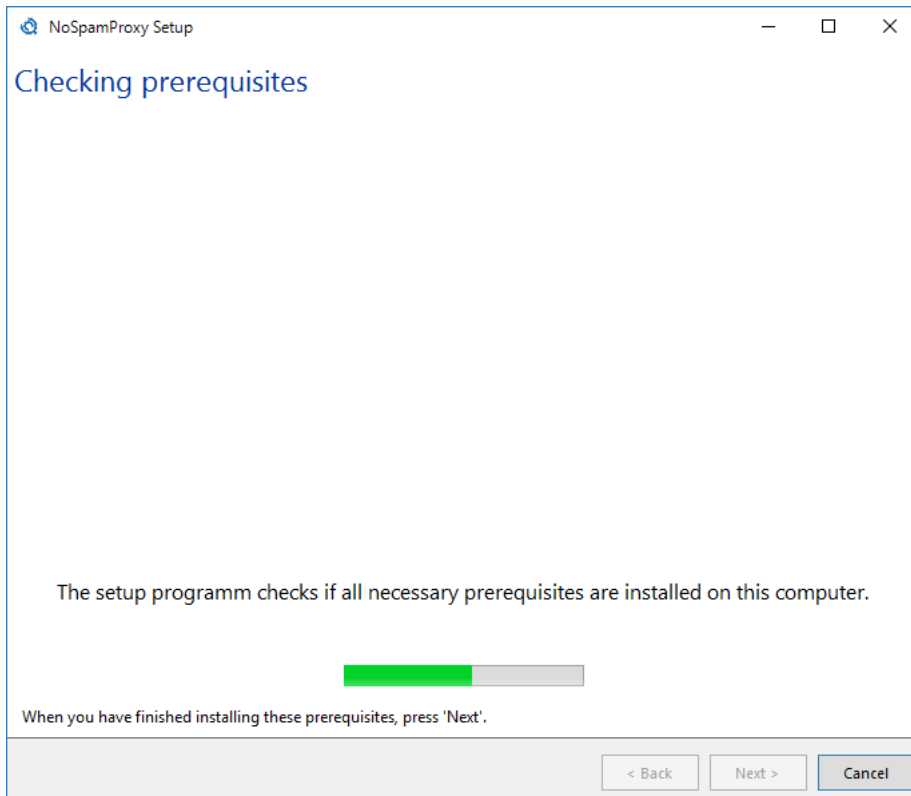 NoSpamProxy Setup
Checking prerequisites
The setup programm checks if all necessary prerequisites are installed on this computer.
When you have finished installing these prerequisites, press 'Next'.
< Back Next > Cancel